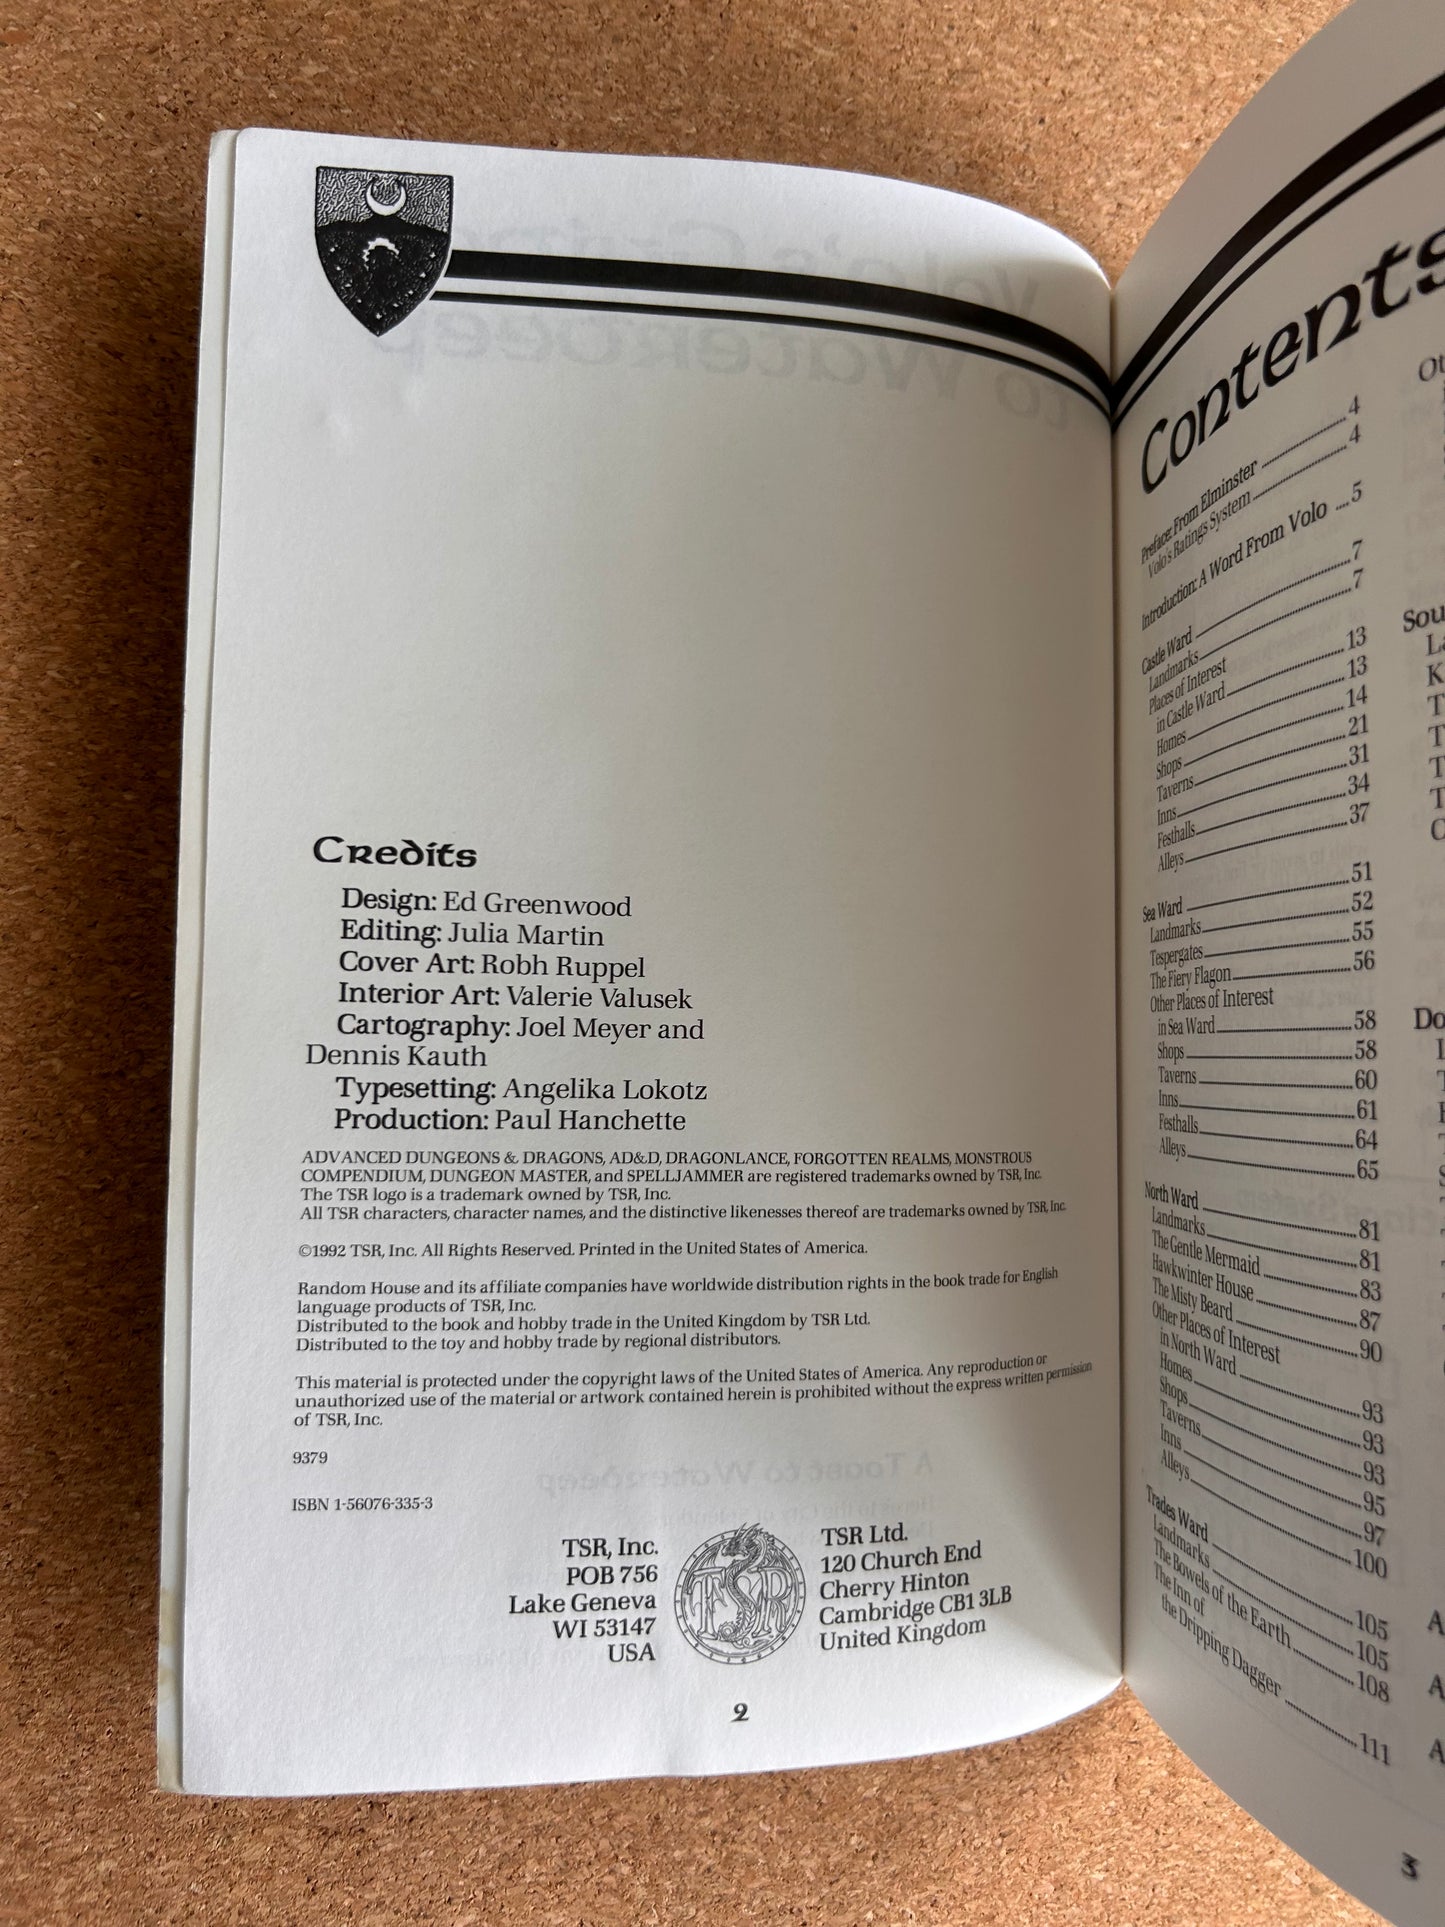 Credits
Design: Ed Greenwood
Editing: Julia Martin
Cover Art: Robh Ruppel
Interior Art: Valerie Valusek
Cartography: Joel Meyer and
Dennis Kauth
Typesetting: Angelika Lokotz
Production: Paul Hanchette
ADVANCED DUNGEONS & DRAGONS, AD&D, DRAGONLANCE, FORGOTTEN REALMS, MONSTROUS
COMPENDIUM, DUNGEON MASTER, and SPELLJAMMER are registered trademarks owned by TSR, Inc.
The TSR logo is a trademark owned by TSR, Inc.
All TSR characters, character names, and the distinctive likenesses thereof are trademarks owned by TSR, Inc.
©1992 TSR, Inc. All Rights Reserved. Printed in the United States of America.
Random House and its affiliate companies have worldwide distribution rights in the book trade for English
language products of TSR, Inc.
Distributed to the book and hobby trade in the United Kingdom by TSR Ltd.
Distributed to the toy and hobby trade by regional distributors.
This material is protected under the copyright laws of the United States of America. Any reproduction or
unauthorized use of the material or artwork contained herein is prohibited without the express written permission
of TSR, Inc.
9379
ISBN 1-56076-335-3
TSR, Inc.
POB 756
Lake Geneva
WI 53147
USA
TSR
TSR Ltd.
120 Church End
Cherry Hinton
Cambridge CB1 3LB
United Kingdom
2
Contents
Preface: From Elminster 4
Volo's Ratings System 4
Introduction: A Word From Volo 5
Castle Ward 7
Landmarks 7
Places of Interest
in Castle Ward 13
Homes 13
Shops 14
Taverns 21
Inns 31
Festhalls 34
Alleys 37
Sea Ward 51
Landmarks 52
Tespergates 55
The Fiery Flagon 56
Other Places of Interest
in Sea Ward 58
Shops 58
Taverns 60
Inns 61
Festhalls 64
Alleys 65
North Ward 81
Landmarks 81
The Gentle Mermaid 83
Hawkwinter House 87
The Misty Beard 90
Other Places of Interest
in North Ward 93
Homes 93
Shops 93
Taverns 95
Inns 97
Alleys 100
Trades Ward 105
Landmarks 105
The Bowels of the Earth 108
The Inn of
the Dripping Dagger 111
3